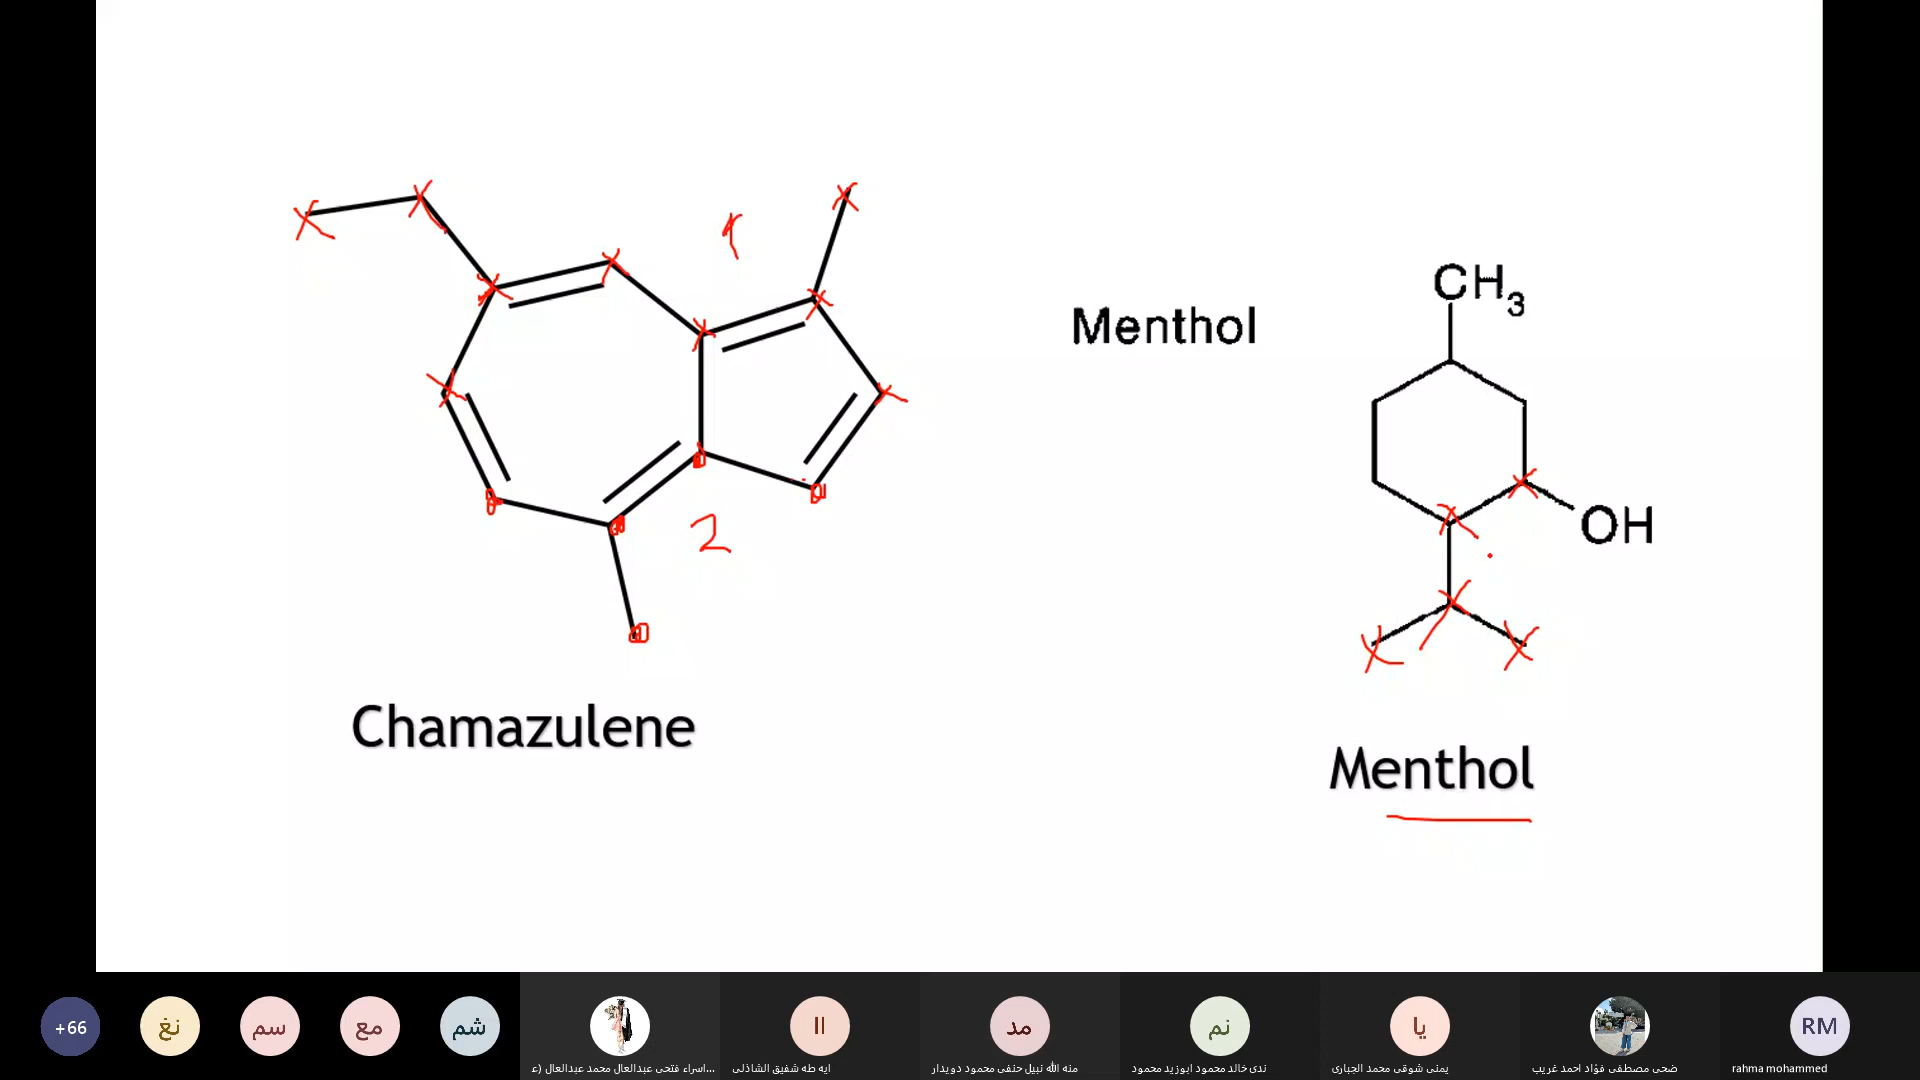 1
CH3
Menthol
OH
2
Chamazulene
Menthol
+66
نغ
سم
مع
شم
اا
مد
نم
يا
RM
اسراء فتحى عبدالعال محمد عبدالعال (ع...
ايه طه شفيق الشاذلى
منه الله نبيل حنفى محمود دويدار
ندى خالد محمود ابوزيد محمود
يمنى شوقى محمد الجبارى
ضحى مصطفى فؤاد احمد غريب
rahma mohammed